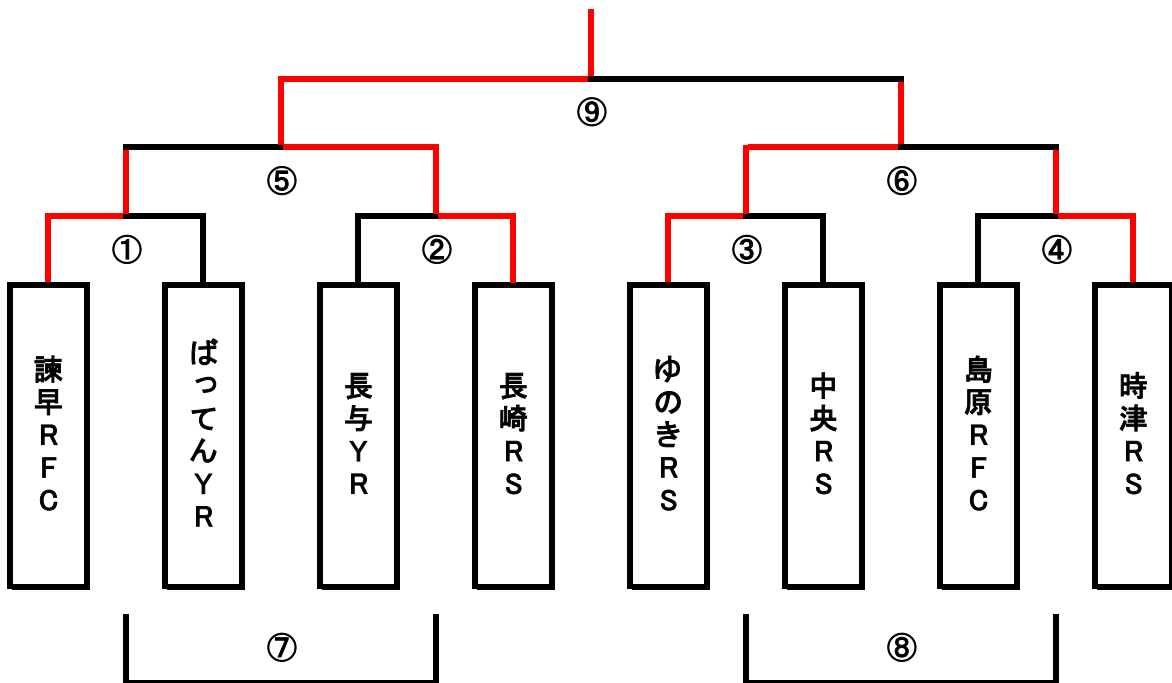 ⑨
⑤
⑥
①
②
③
④
諫早RFC
ばってんYR
長与YR
長崎RS
ゆのきRS
中央RS
島原RFC
時津RS
⑦
⑧